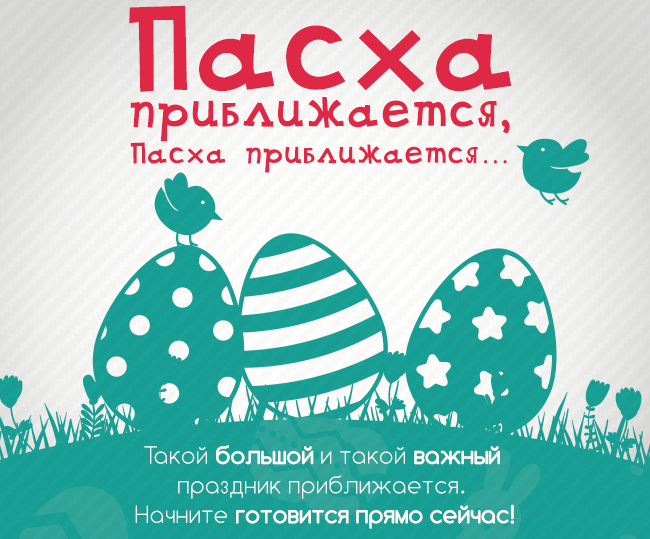 Пасха
приближается,
Пасха приближается...
Такой большой и такой важный
праздник приближается.
Начните готовится прямо сейчас!